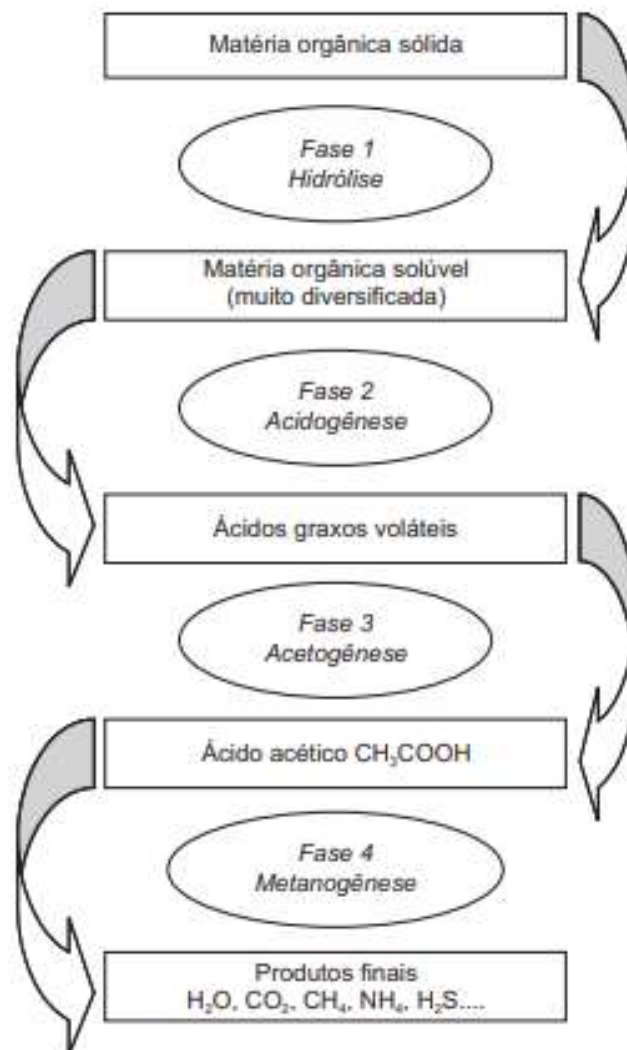 Matéria orgânica sólida
Fase 1
Hidrólise
Matéria orgânica solúvel
(muito diversificada)
Fase 2
Acidogênese
Ácidos graxos voláteis
Fase 3
Acetogênese
Ácido acético CH₃COOH
Fase 4
Metanogênese
Produtos finais
H₂O, CO₂, CH₄, NH₄, H₂S....